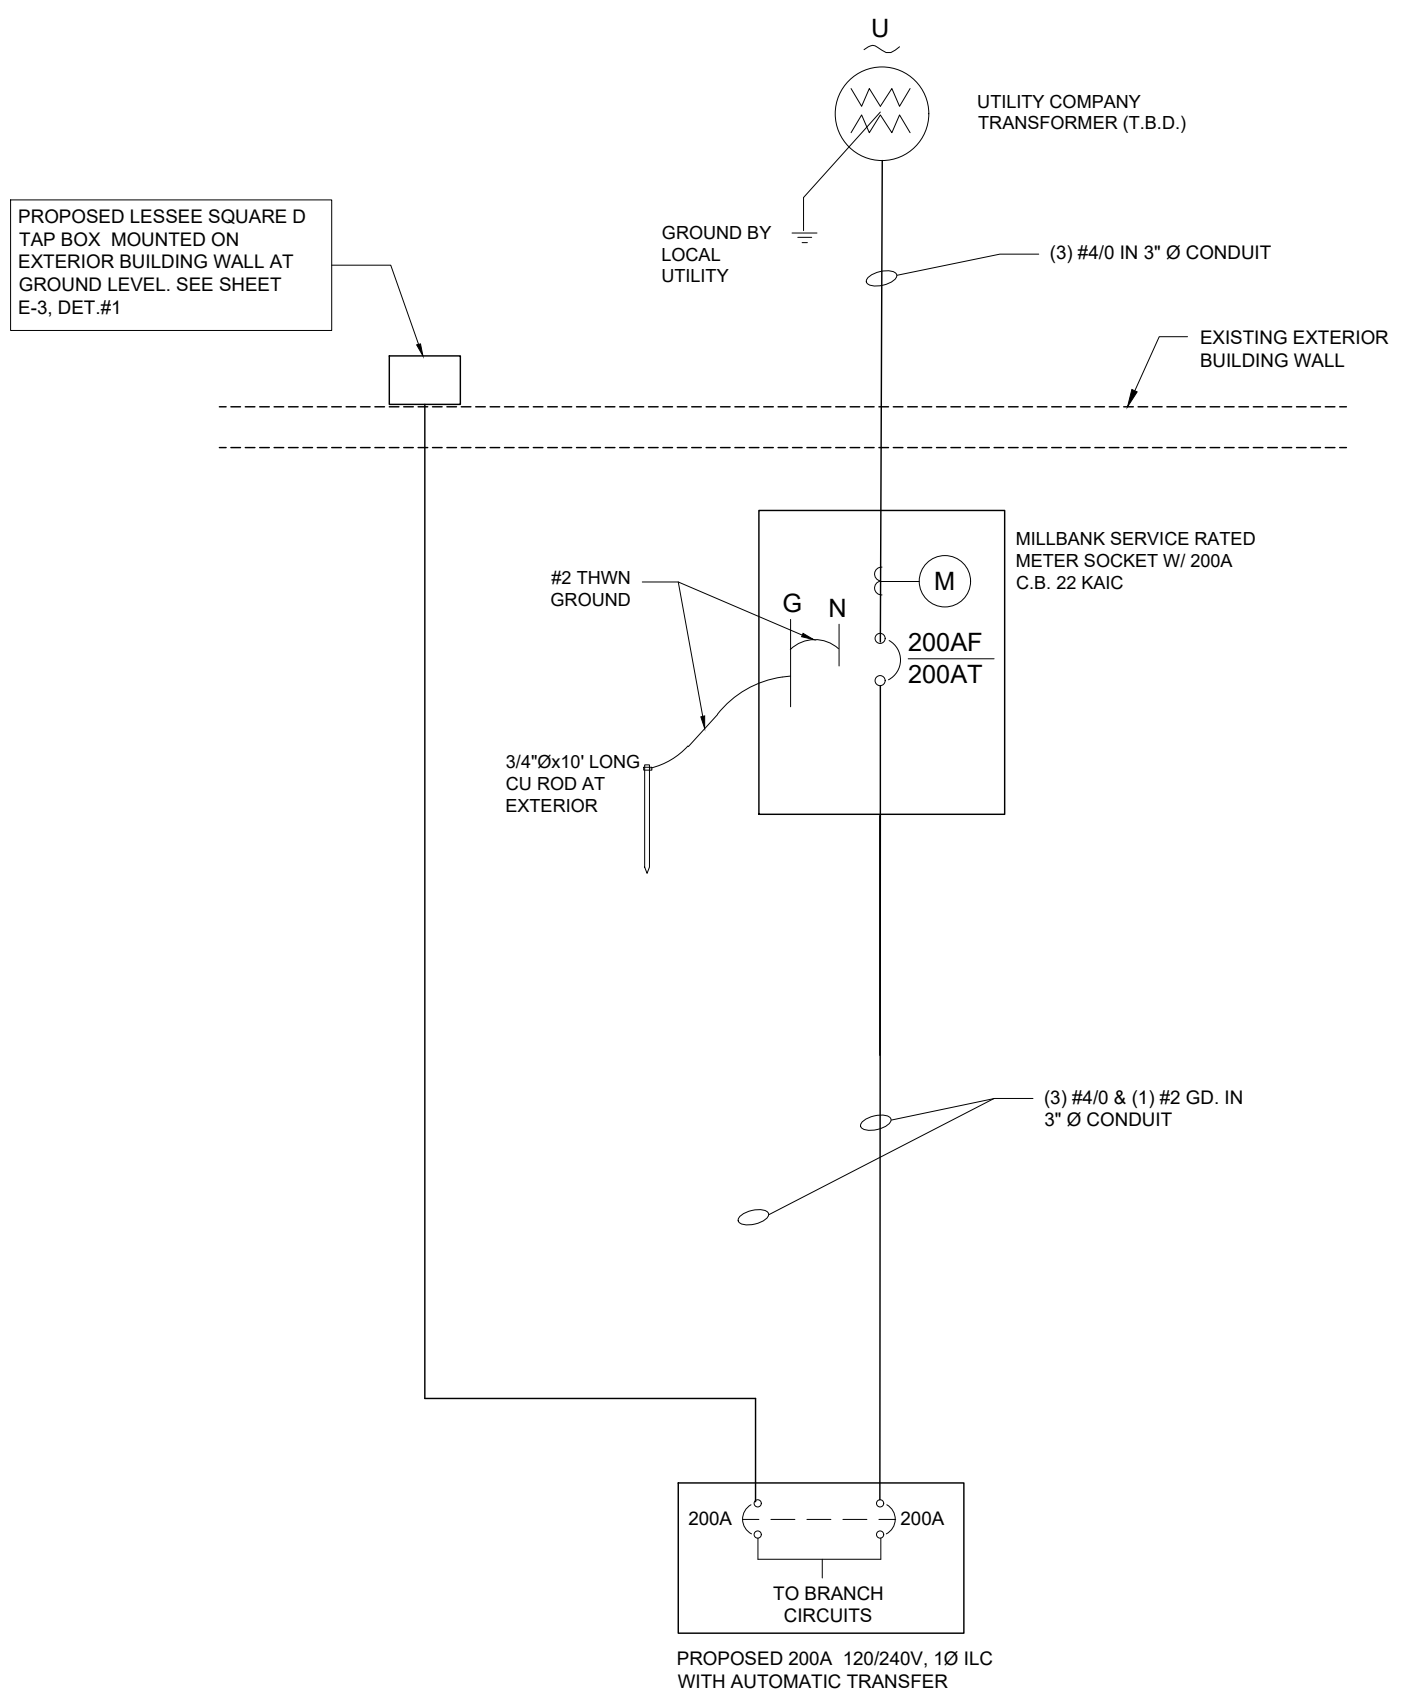 U
UTILITY COMPANY
TRANSFORMER (T.B.D.)
PROPOSED LESSEE SQUARE D
TAP BOX MOUNTED ON
EXTERIOR BUILDING WALL AT
GROUND LEVEL. SEE SHEET
E-3, DET.#1
GROUND BY
LOCAL
UTILITY
(3) #4/0 IN 3" Ø CONDUIT
EXISTING EXTERIOR
BUILDING WALL
MILLBANK SERVICE RATED
METER SOCKET W/ 200A
C.B. 22 KAIC
#2 THWN
GROUND
G
N
M
200AF
200AT
3/4"Øx10' LONG
CU ROD AT
EXTERIOR
(3) #4/0 & (1) #2 GD. IN
3" Ø CONDUIT
200A
200A
TO BRANCH
CIRCUITS
PROPOSED 200A 120/240V, 1Ø ILC
WITH AUTOMATIC TRANSFER